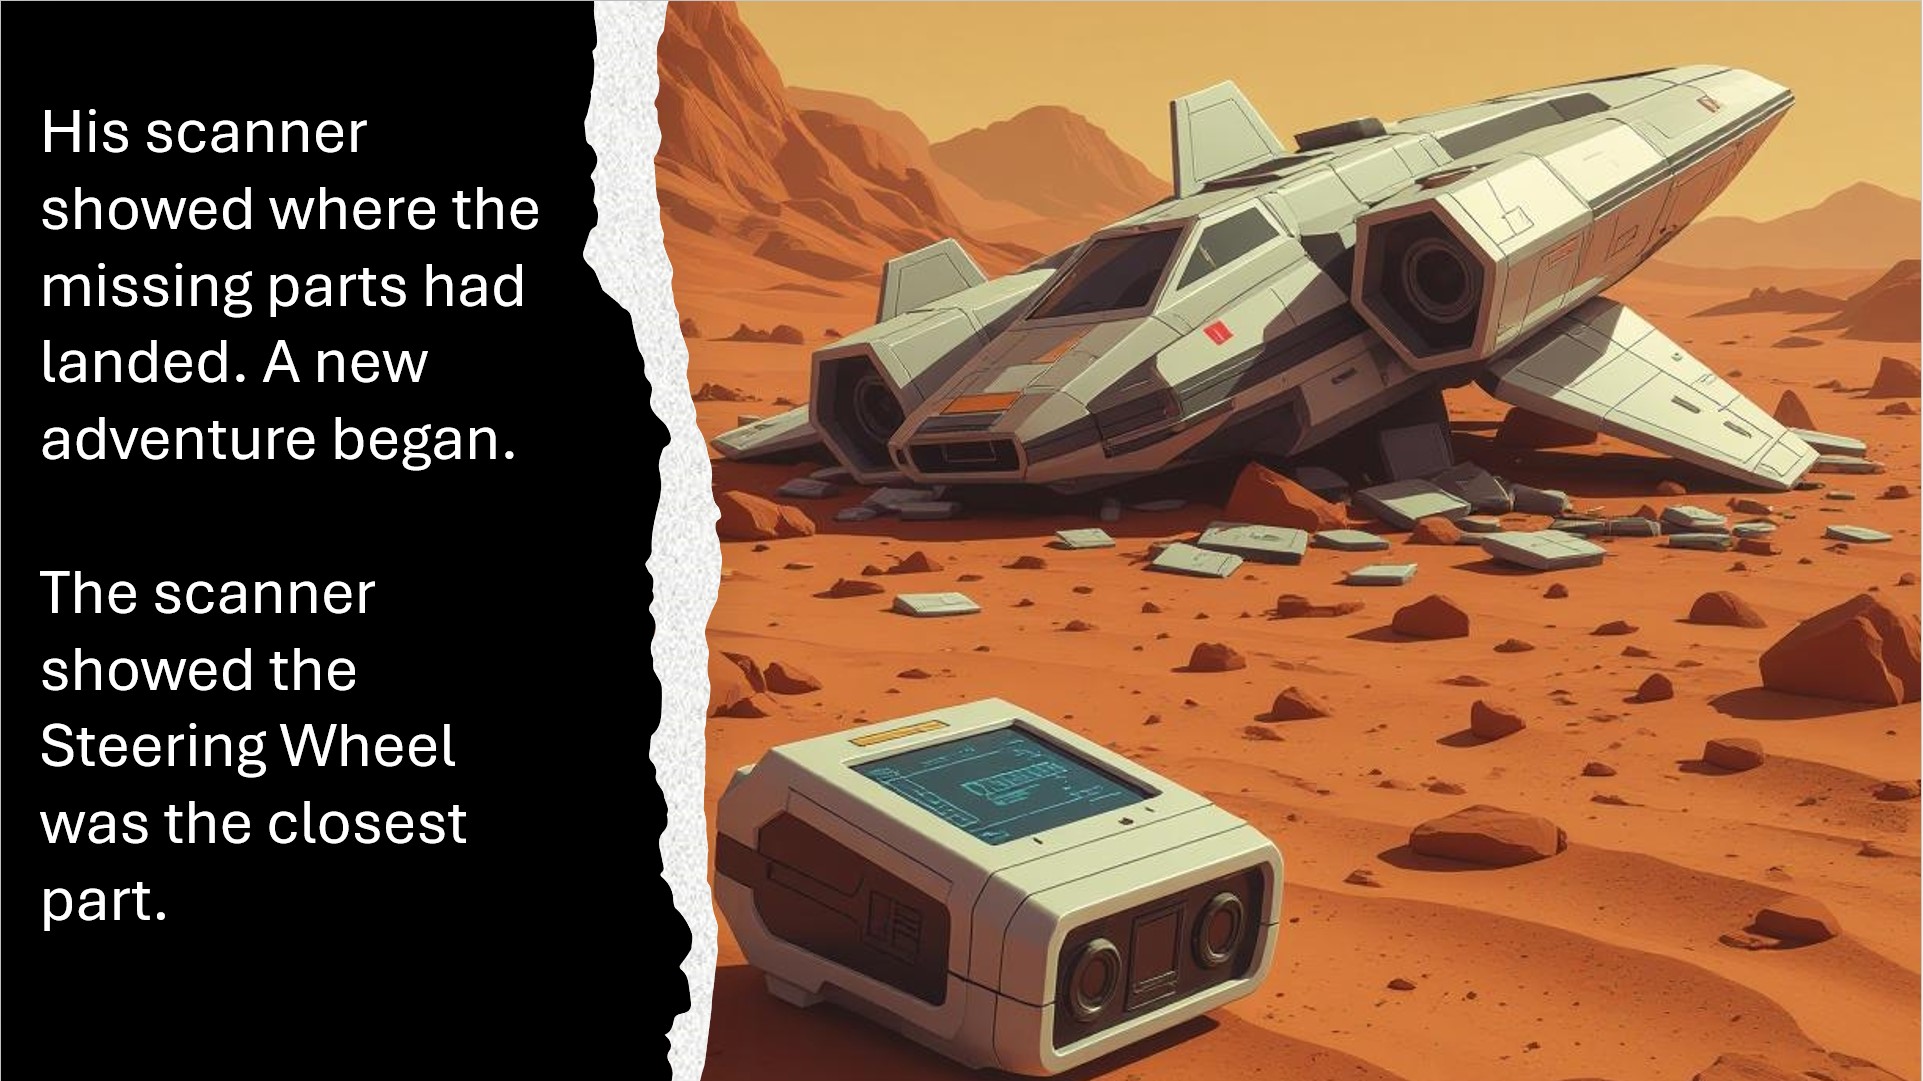 His scanner
showed where the
missing parts had
landed. A new
adventure began.
The scanner
showed the
Steering Wheel
was the closest
part.